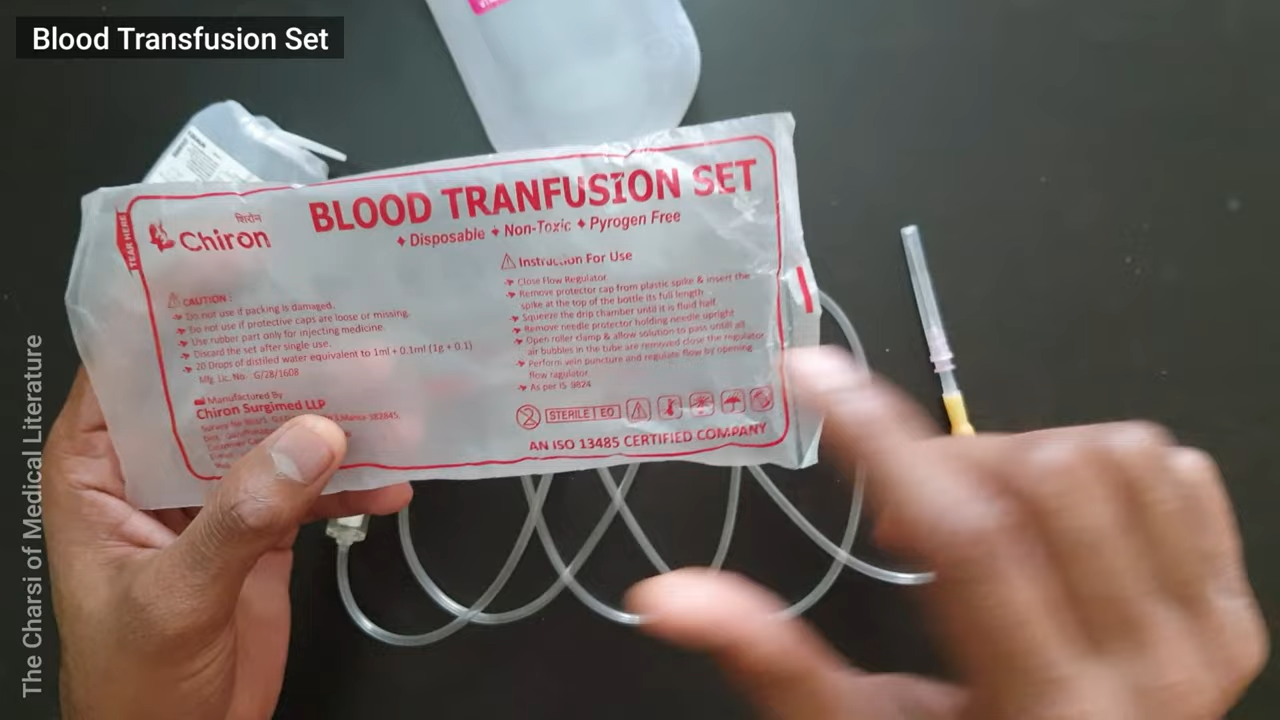 Blood Transfusion Set
TEAR HERE
शिरोन
Chiron
BLOOD TRANFUSION SET
Disposable Non-Toxic Pyrogen Free
CAUTION :
Do not use if packing is damaged.
Do not use if protective caps are loose or missing.
Use rubber part only for injecting medicine.
Discard the set after single use.
20 Drops of distilled water equivalent to 1ml + 0.1ml (1g + 0.1)
Mfg. Lic. No. G/28/1608
Manufactured By
Chiron Surgimed LLP
Instruction For Use
Close Flow Regulator
Remove protector cap from plastic spike & insert the
spike at the top of the bottle its full length
Squeeze the drip chamber until it is fluid half.
Remove needle protector holding needle upright
Open roller clamp & allow solution to pass untill all
air bubbles in the tube are removed close the regulator
Perform vein puncture and regulate flow by opening
flow ragulator.
As per IS 9824
STERILE EO
AN ISO 13485 CERTIFIED COMPANY
The Charsi of Medical Literature